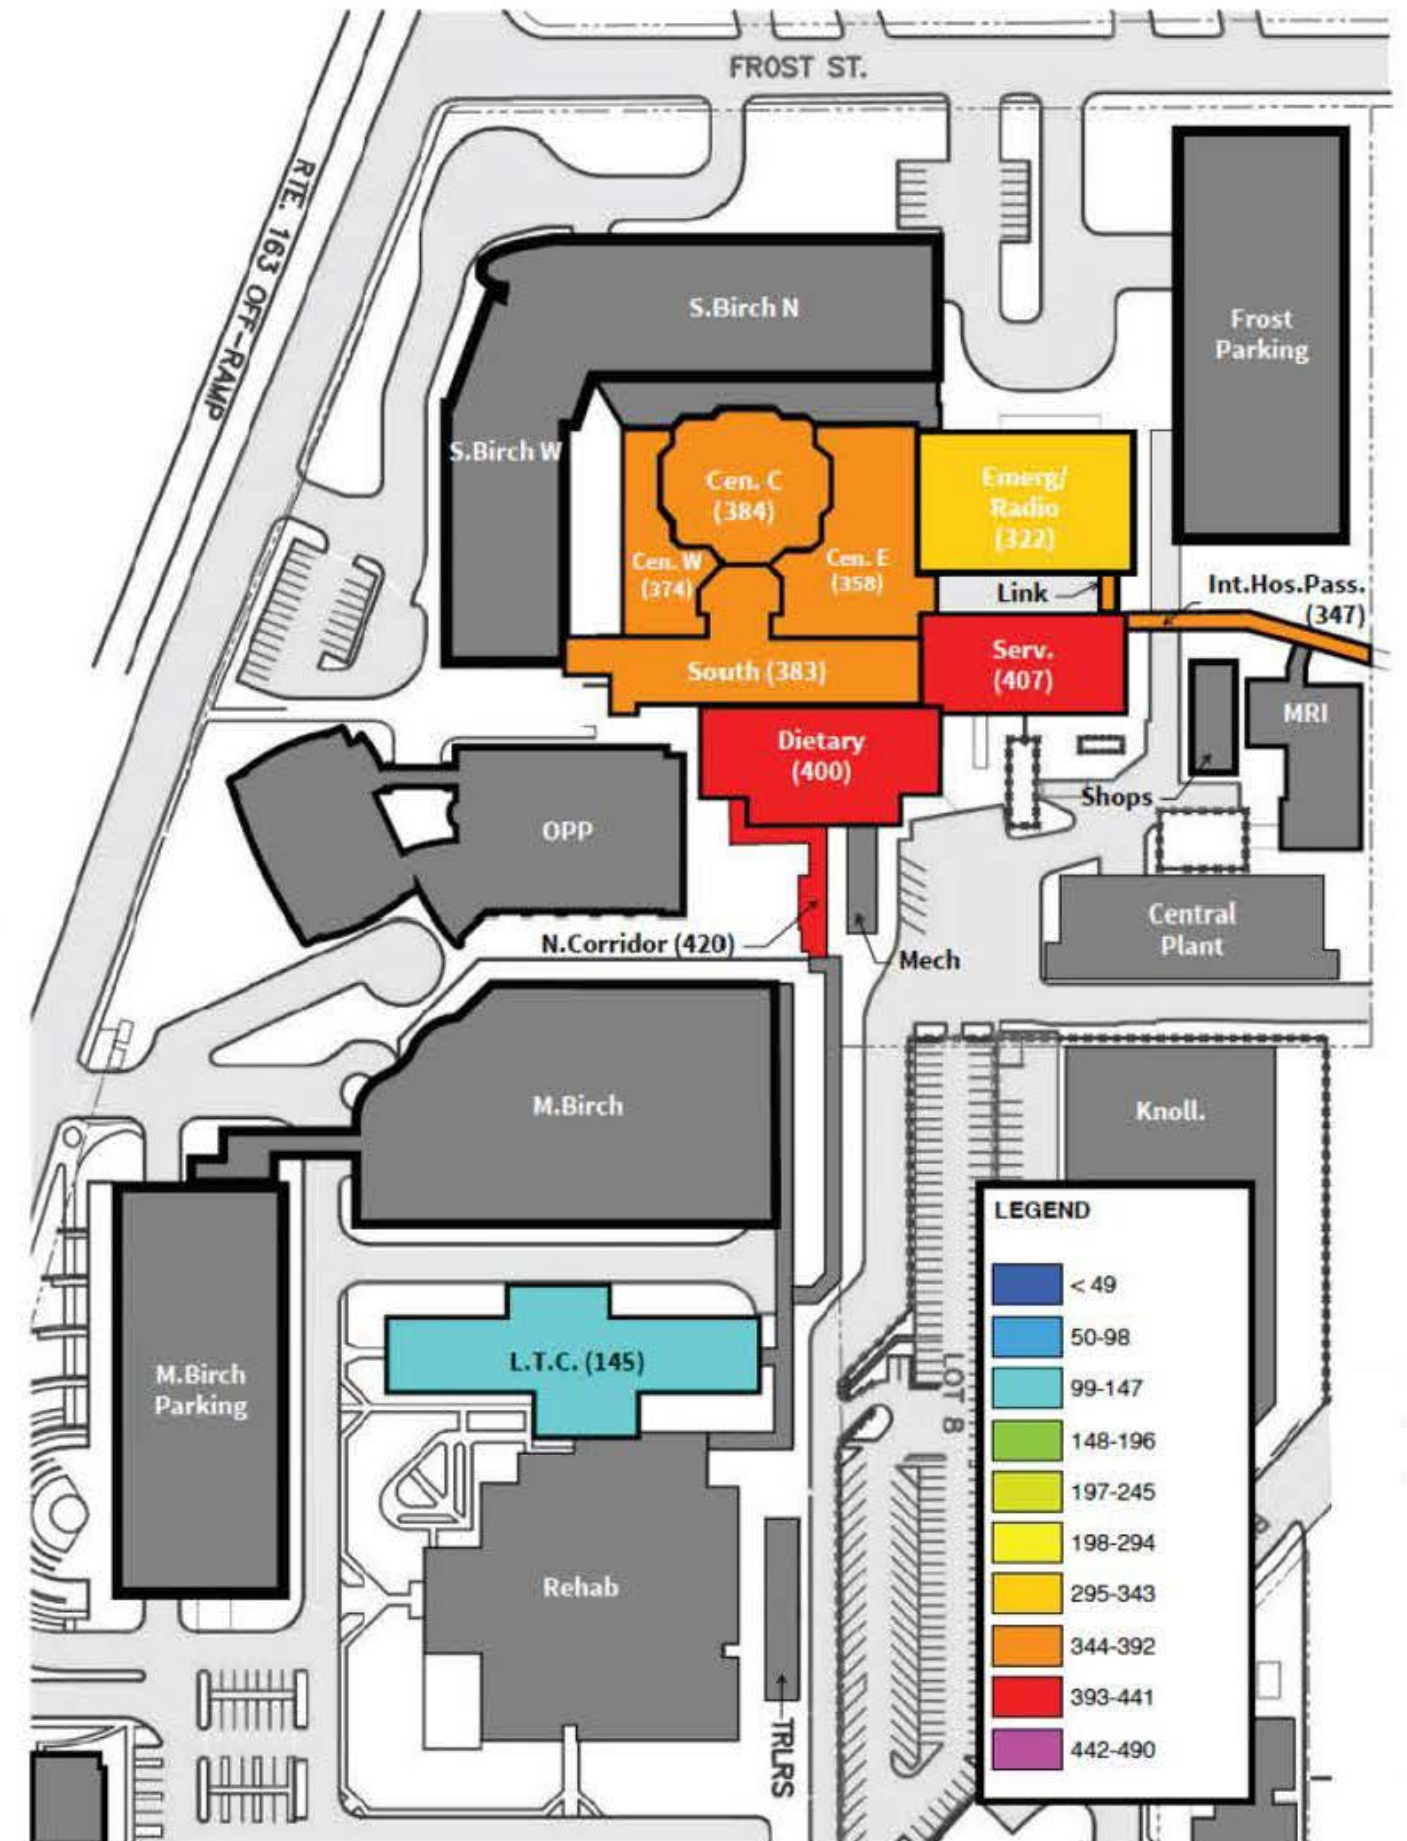 FROST ST.
RTE. 163 OFF-RAMP
S.Birch N
Frost
Parking
S.Birch W
Cen. C
(384)
Emerg/
Radio
(322)
Cen. W
(374)
Cen. E
(358)
Link
Int.Hos.Pass.
(347)
Serv.
(407)
South (383)
MRI
Dietary
(400)
Shops
OPP
Central
Plant
N.Corridor (420)
Mech
M.Birch
Knoll.
LEGEND
< 49
50-98
99-147
148-196
197-245
198-294
295-343
344-392
393-441
442-490
L.T.C. (145)
LOT 8
M.Birch
Parking
Rehab
TRLRS